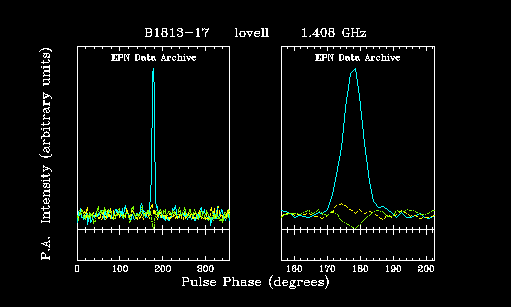 B1813−17 lovell 1.408 GHz
EPN Data Archive EPN Data Archive
P.A. Intensity (arbitrary units)
0 100 200 300 160 170 180 190 200
Pulse Phase (degrees)